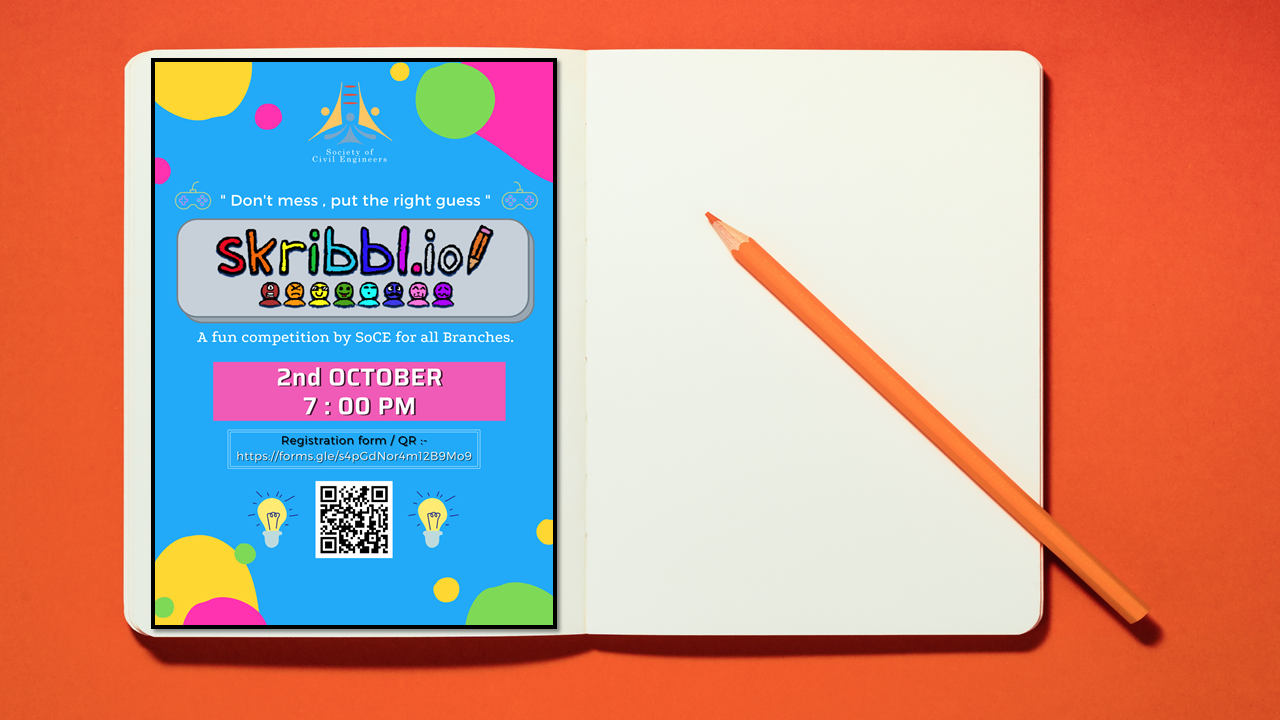 Society of
Civil Engineers
" Don't mess , put the right guess "
skribbl.io
A fun competition by SoCE for all Branches.
2nd OCTOBER
7 : 00 PM
Registration form / QR :-
https://forms.gle/s4pGdNor4m12B9Mo9